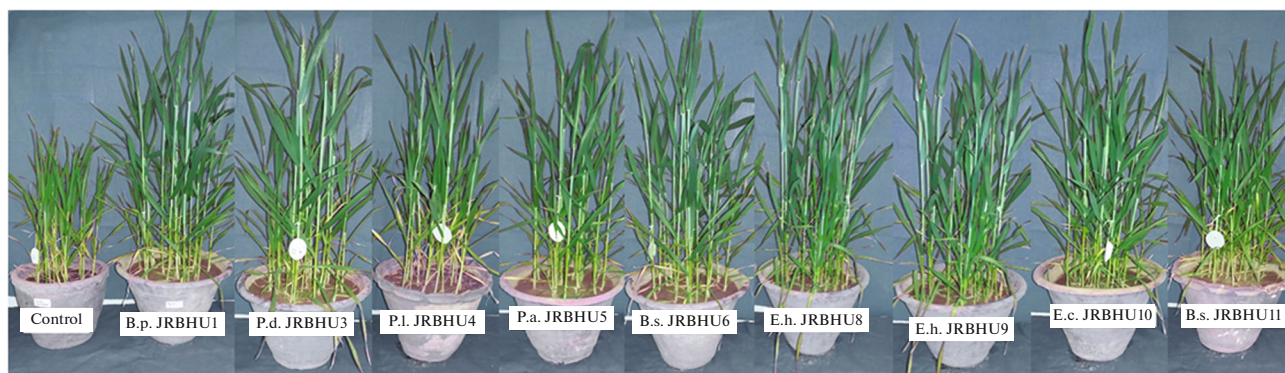 Control
B.p. JRBHU1
P.d. JRBHU3
P.l. JRBHU4
P.a. JRBHU5
B.s. JRBHU6
E.h. JRBHU8
E.h. JRBHU9
E.c. JRBHU10
B.s. JRBHU11